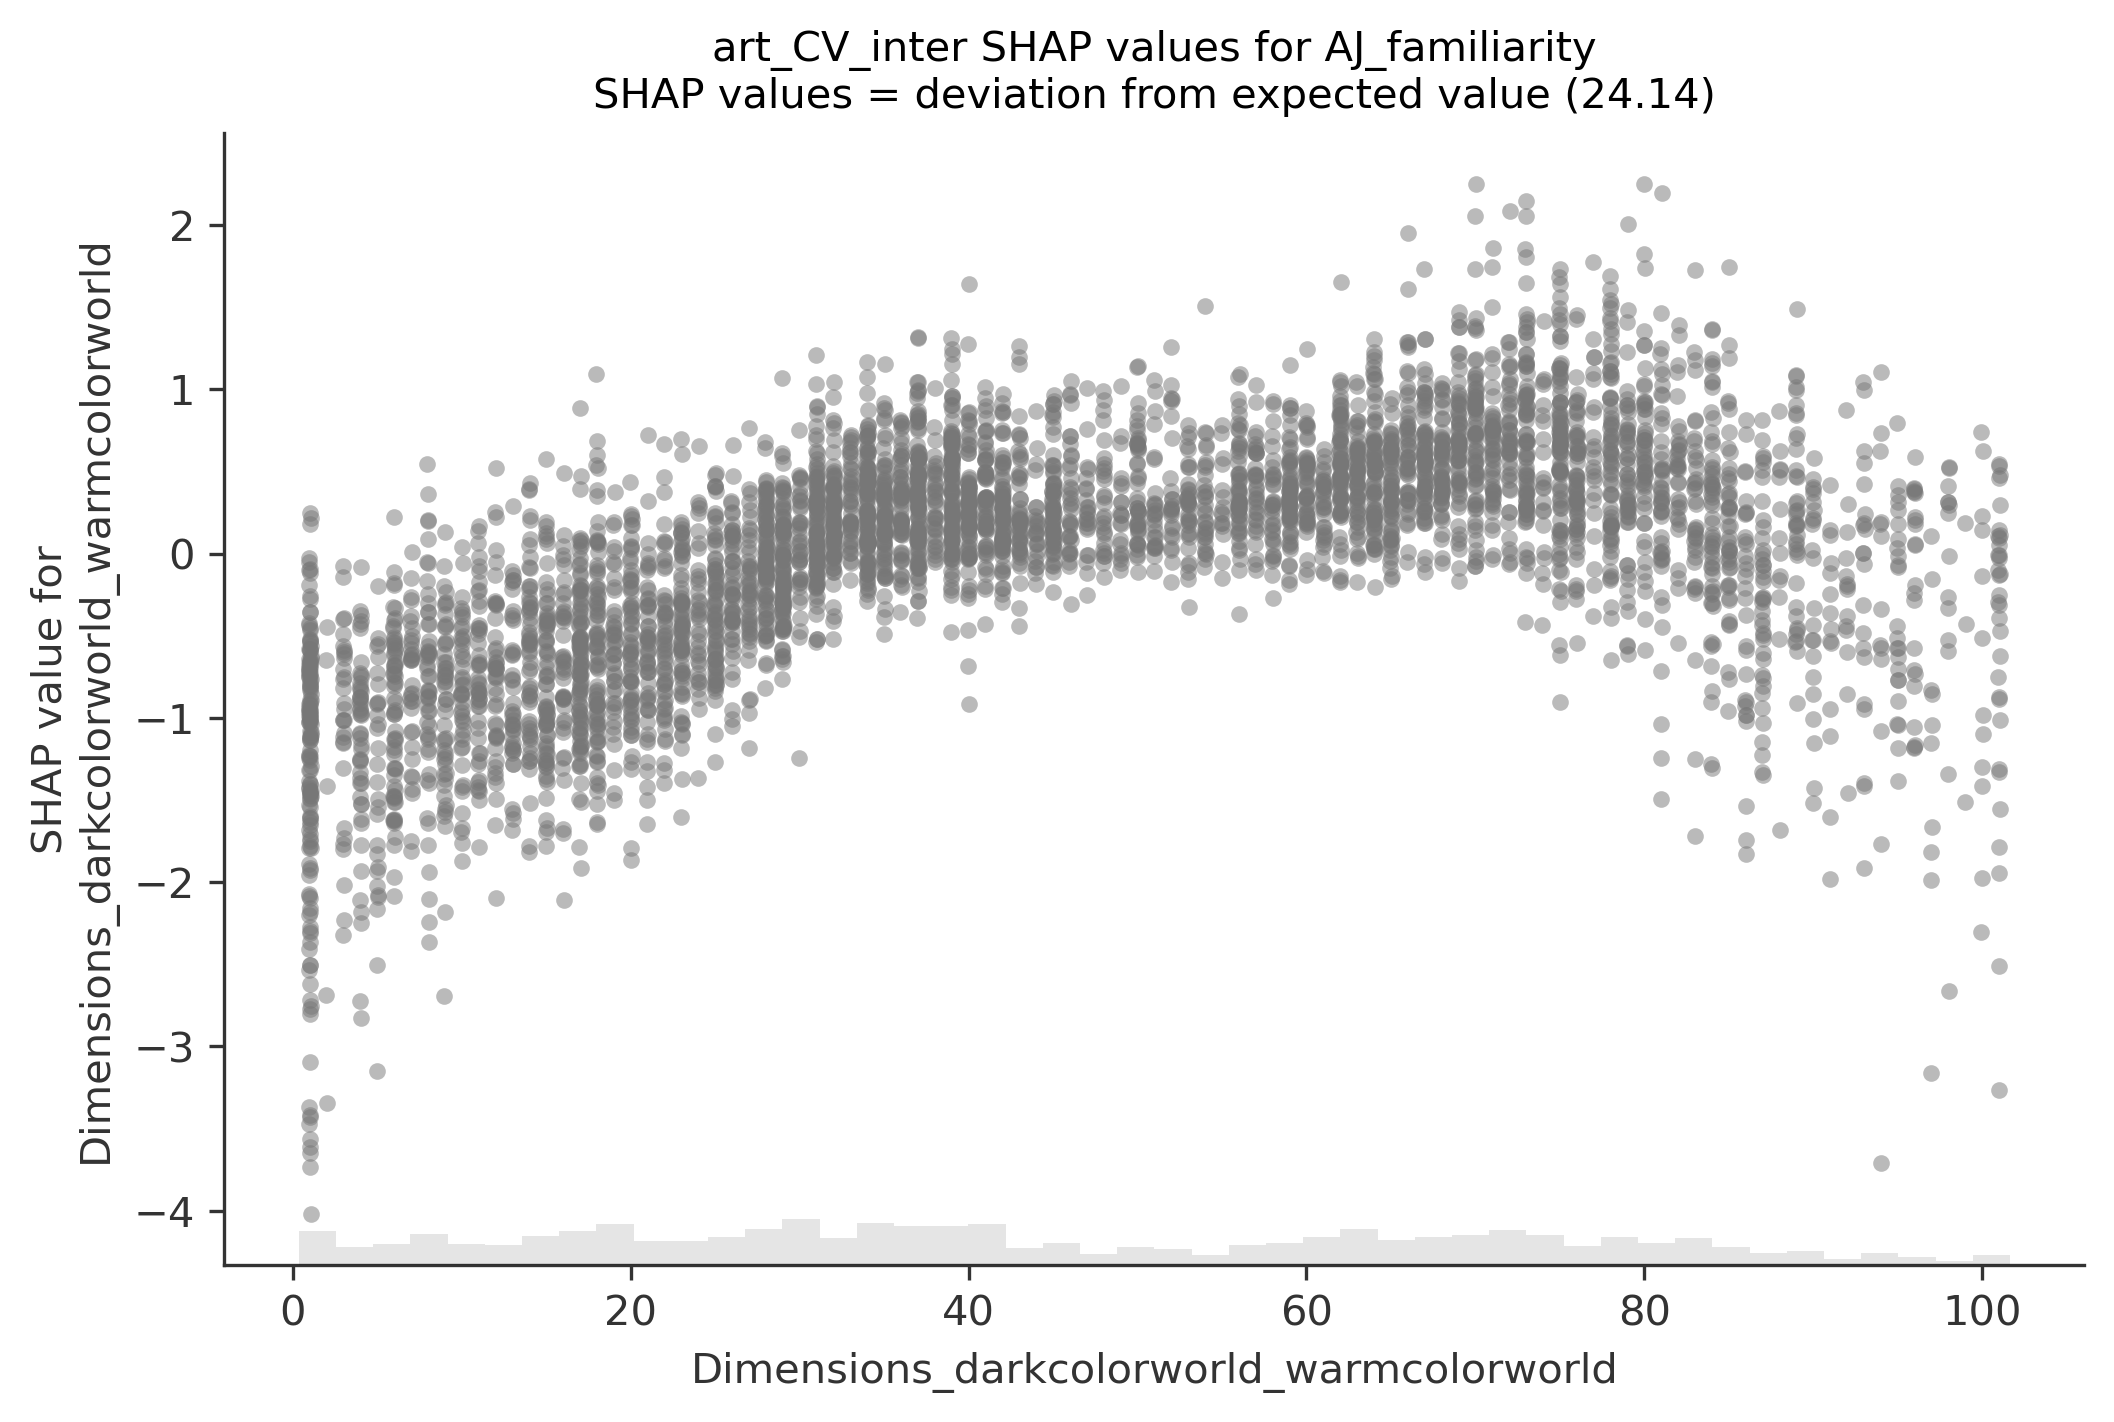 art_CV_inter SHAP values for AJ_familiarity
SHAP values = deviation from expected value (24.14)
SHAP value for
Dimensions_darkcolorworld_warmcolorworld
2
1
0
−1
−2
−3
−4
0
20
40
60
80
100
Dimensions_darkcolorworld_warmcolorworld